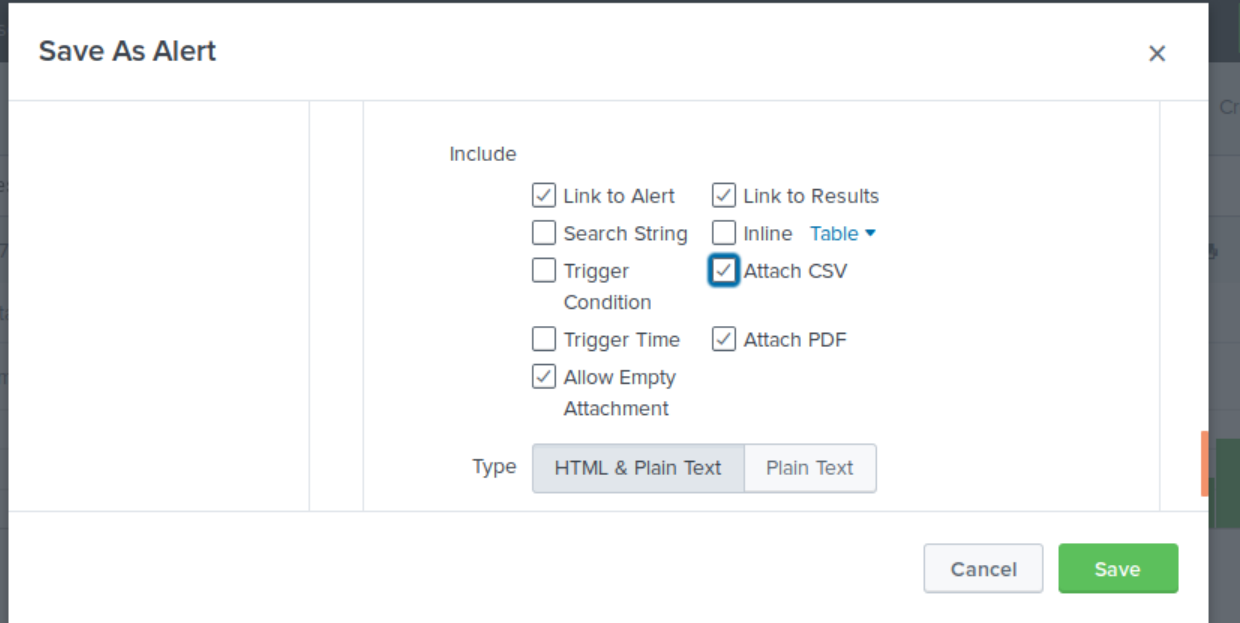 Save As Alert
Include
Link to Alert Link to Results
Search String Inline Table
Trigger Attach CSV
Condition
Trigger Time Attach PDF
Allow Empty
Attachment
Type HTML & Plain Text Plain Text
Cancel Save